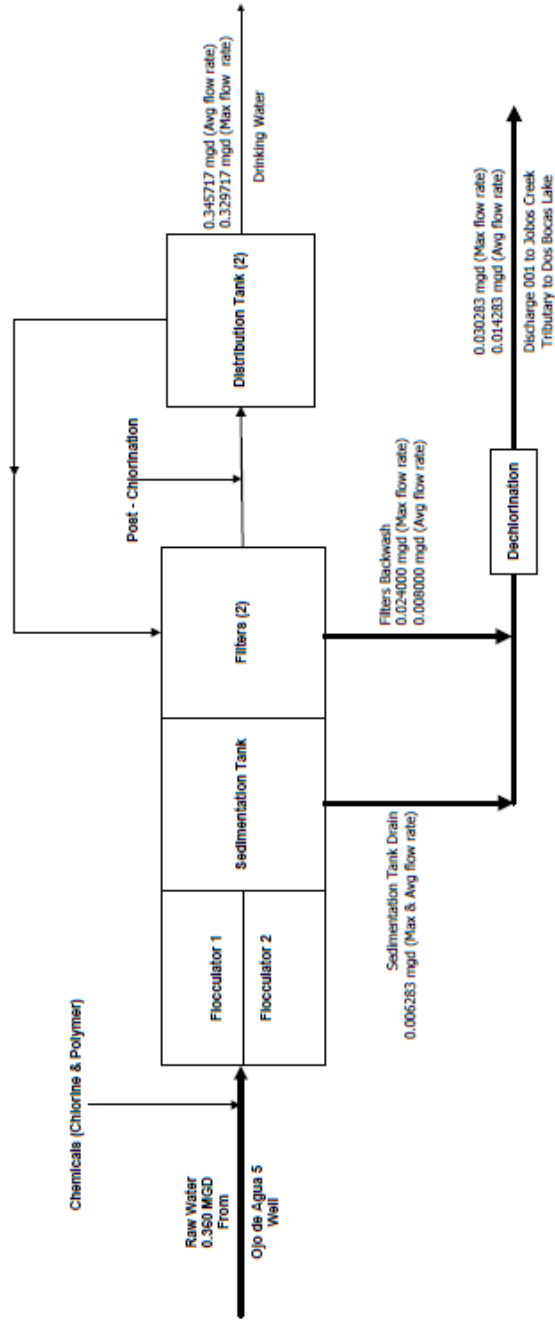 Chemicals (Chlorine & Polymer)
Raw Water
0.360 MGD
From
Ojo de Agua 5
Well
Flocculator 1
Flocculator 2
Sedimentation Tank
Filters (2)
Post - Chlorination
Distribution Tank (2)
0.345717 mgd (Avg flow rate)
0.329717 mgd (Max flow rate)
Drinking Water
Sedimentation Tank Drain
0.006283 mgd (Max & Avg flow rate)
Filters Backwash
0.024000 mgd (Max flow rate)
0.008000 mgd (Avg flow rate)
Dechlorination
0.030283 mgd (Max flow rate)
0.014283 mgd (Avg flow rate)
Discharge 001 to Jobos Creek
Tributary to Dos Bocas Lake